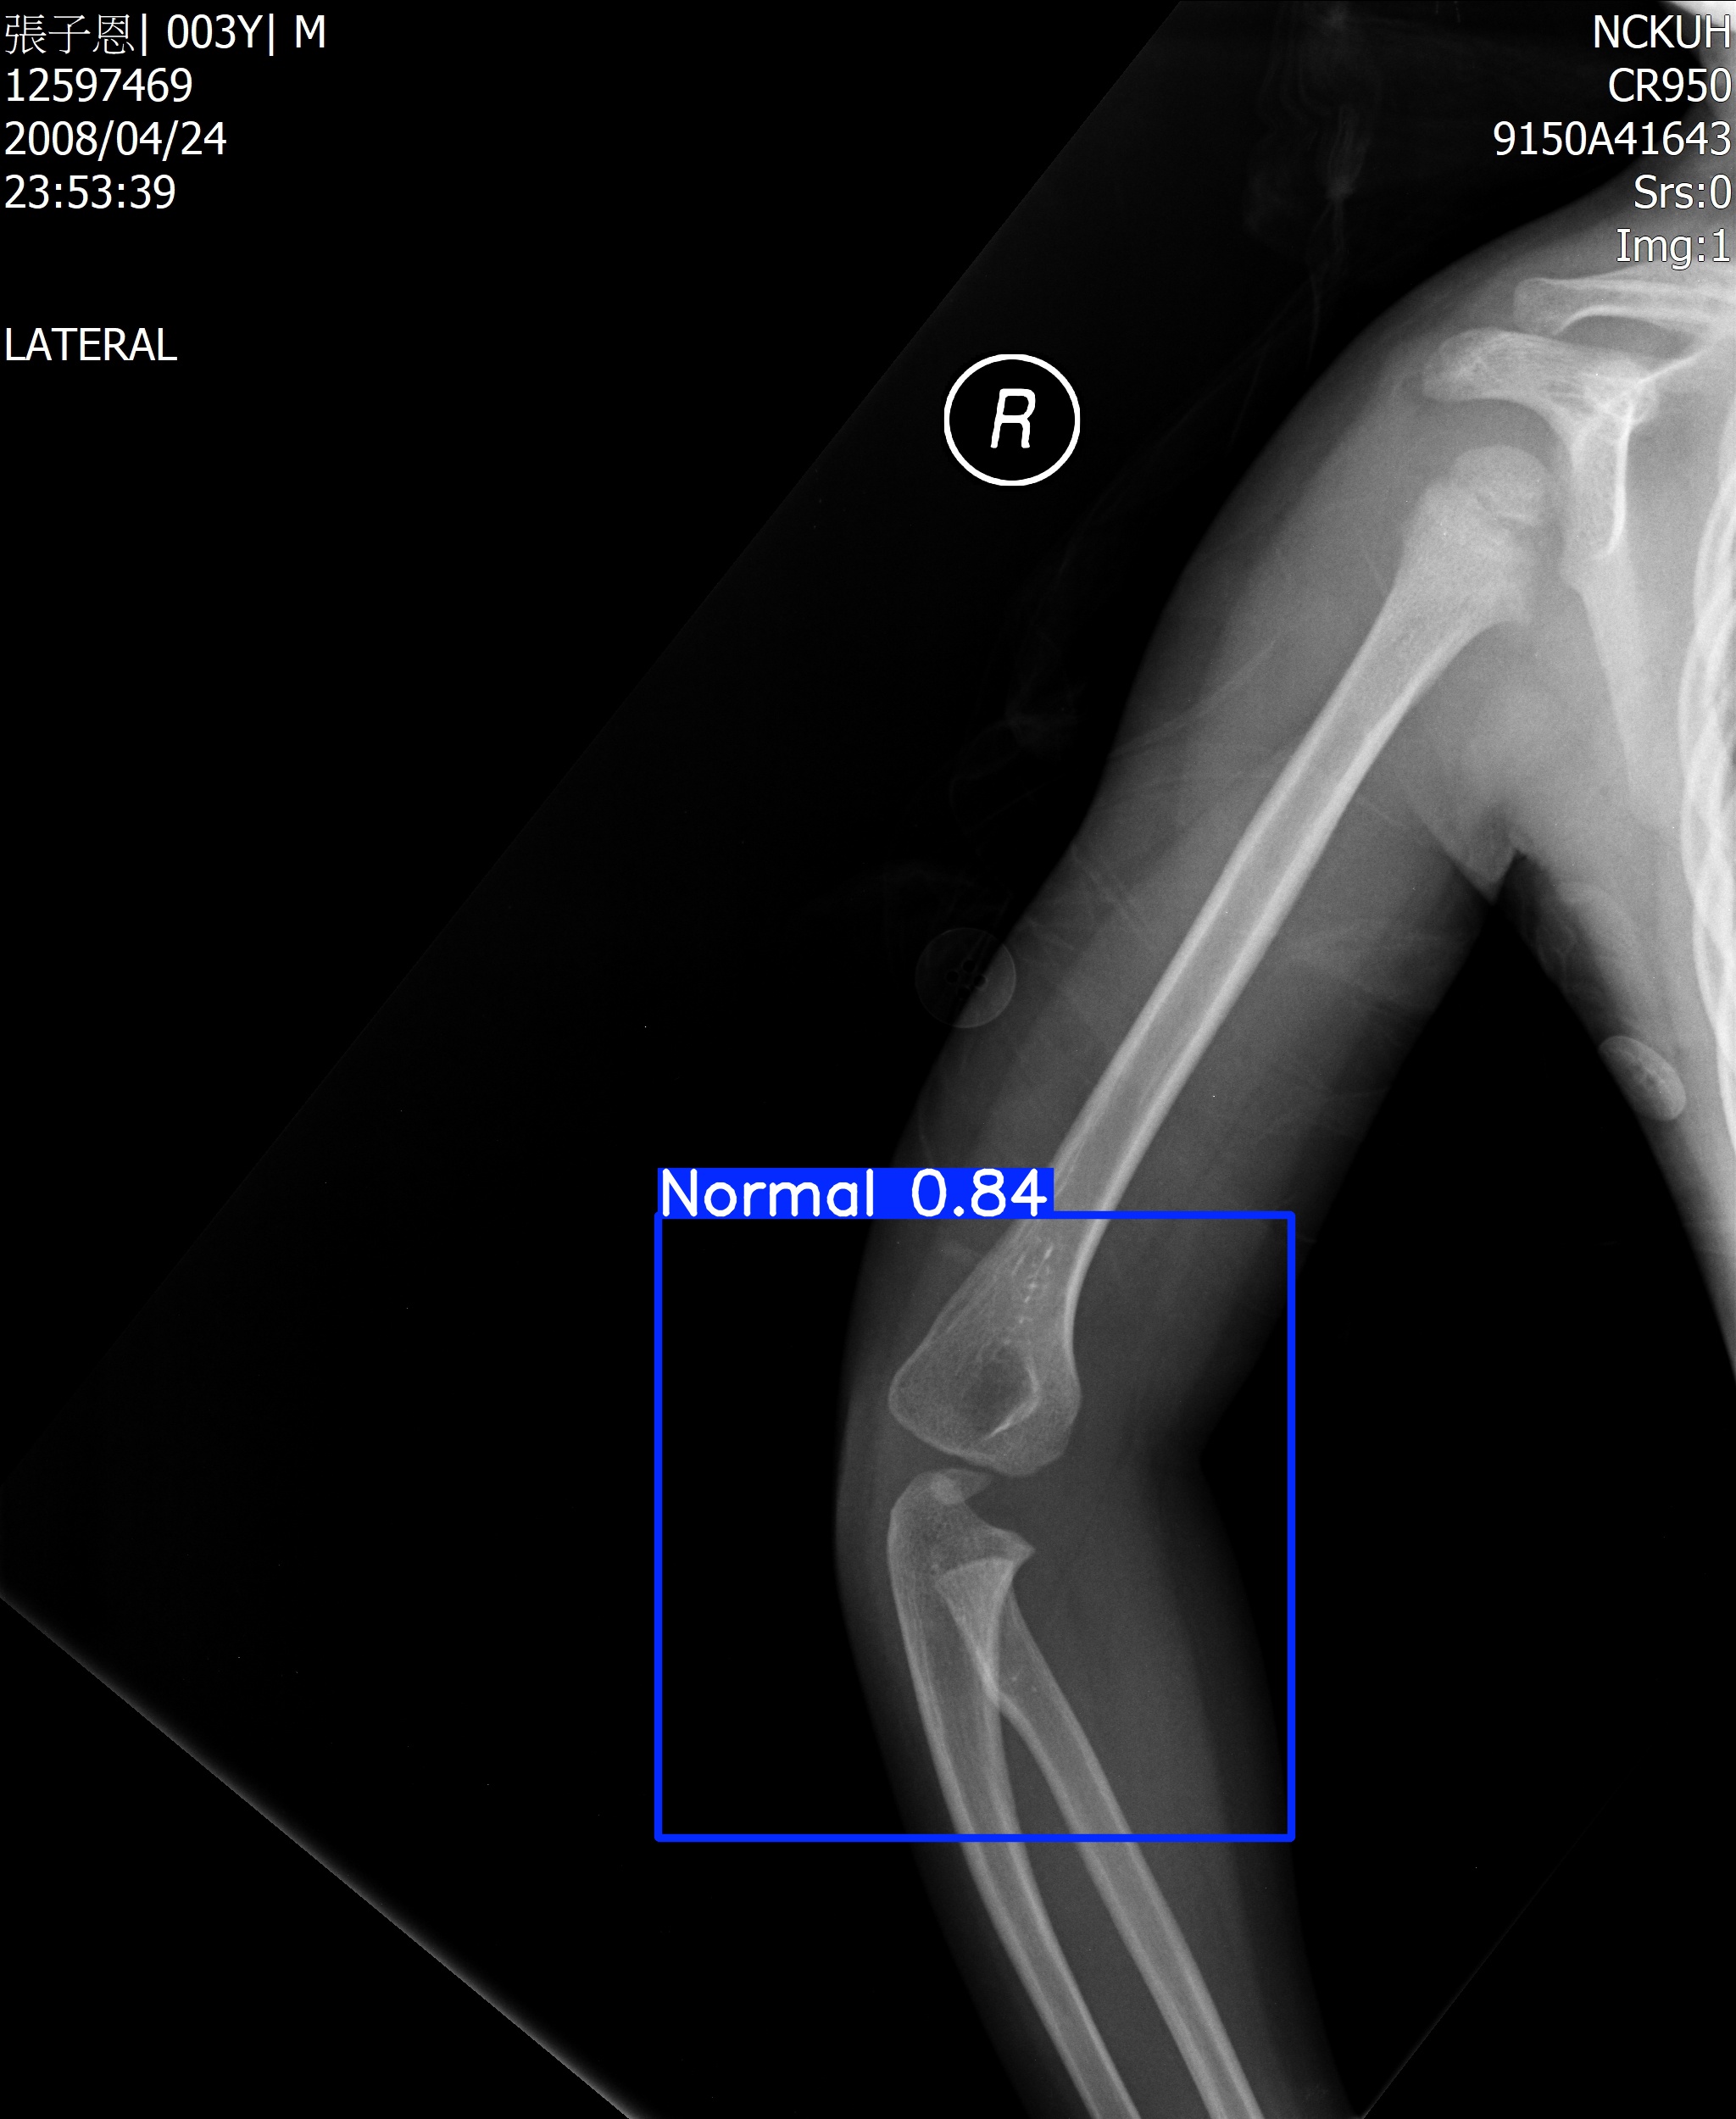 張子恩| 003Y| M
12597469
2008/04/24
23:53:39
LATERAL
NCKUH
CR950
9150A41643
Srs:0
Img:1
R
Normal 0.84